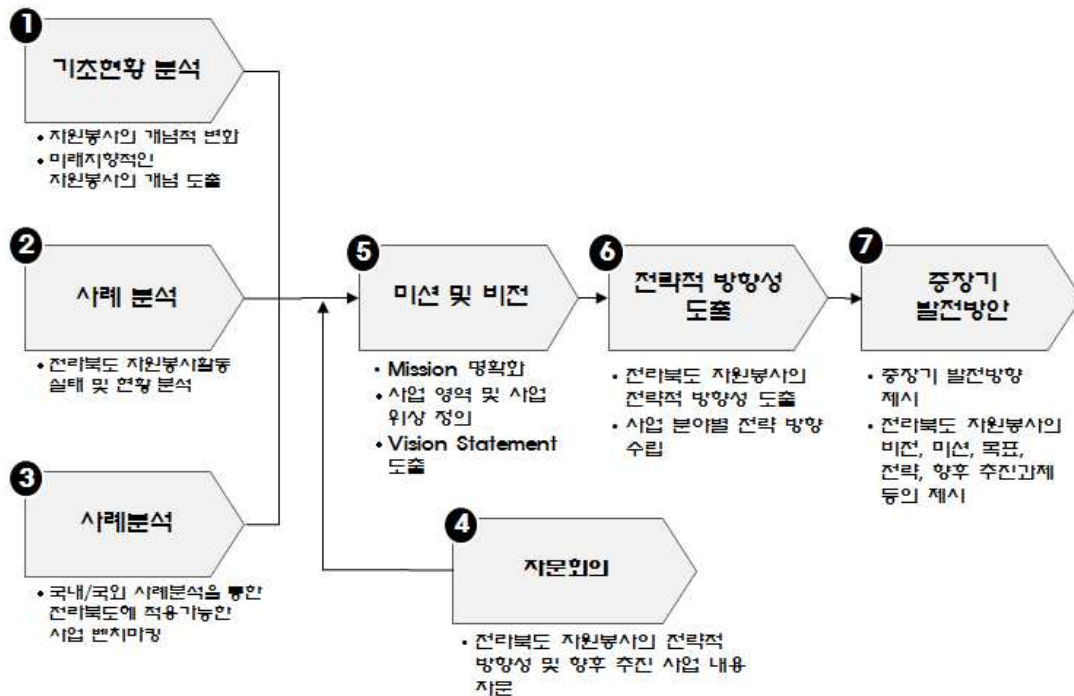 1
기초현황 분석
• 자원봉사의 개념적 변화
• 미래지향적인
자원봉사의 개념 도출
2
사례 분석
• 전라북도 자원봉사활동
실태 및 현황 분석
3
사례분석
• 국내/국외 사례분석을 통한
전라북도에 적용가능한
사업 벤치마킹
4
자문회의
• 전라북도 자원봉사의 전략적
방향성 및 향후 추진 사업 내용
자문
5
미션 및 비전
• Mission 명확화
• 사업 영역 및 사업
위상 정의
• Vision Statement
도출
6
전략적 방향성
도출
• 전라북도 자원봉사의
전략적 방향성 도출
• 사업 분야별 전략 방향
수립
7
중장기
발전방안
• 중장기 발전방향
제시
• 전라북도 자원봉사의
비전, 미션, 목표,
전략, 향후 추진과제
등의 제시